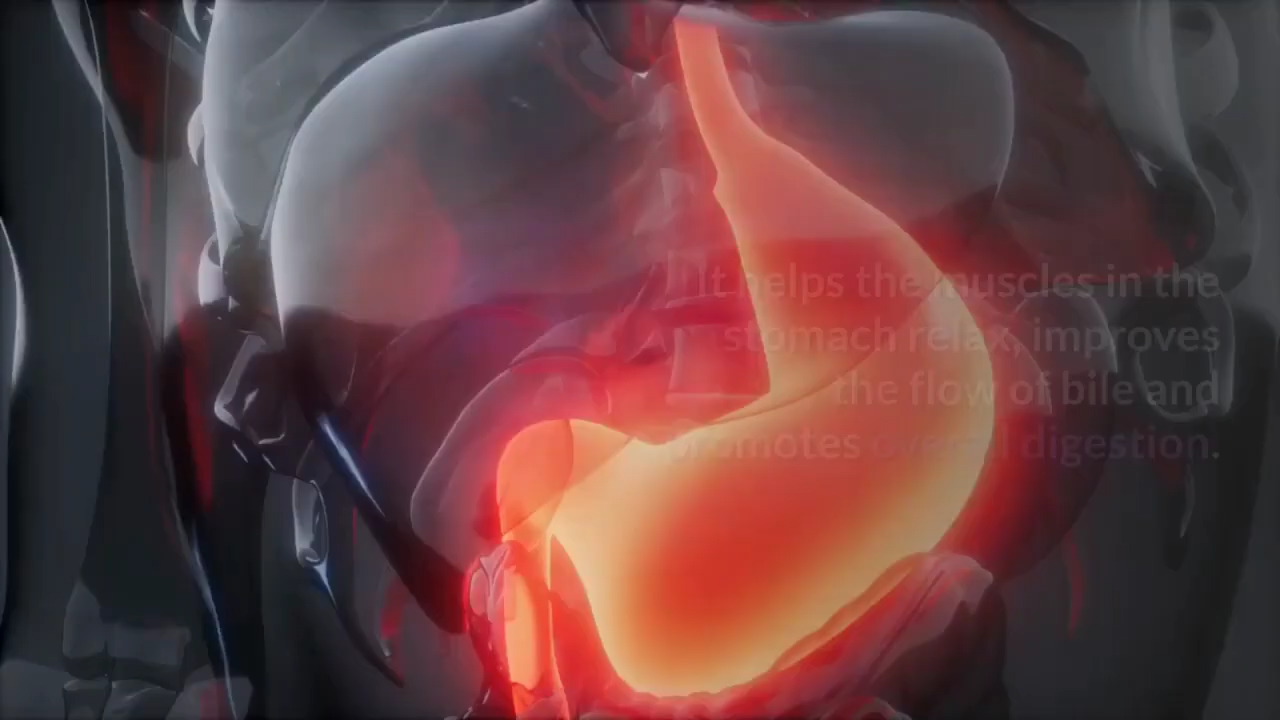 It helps the muscles in the
stomach relax, improves
the flow of bile and
promotes overall digestion.